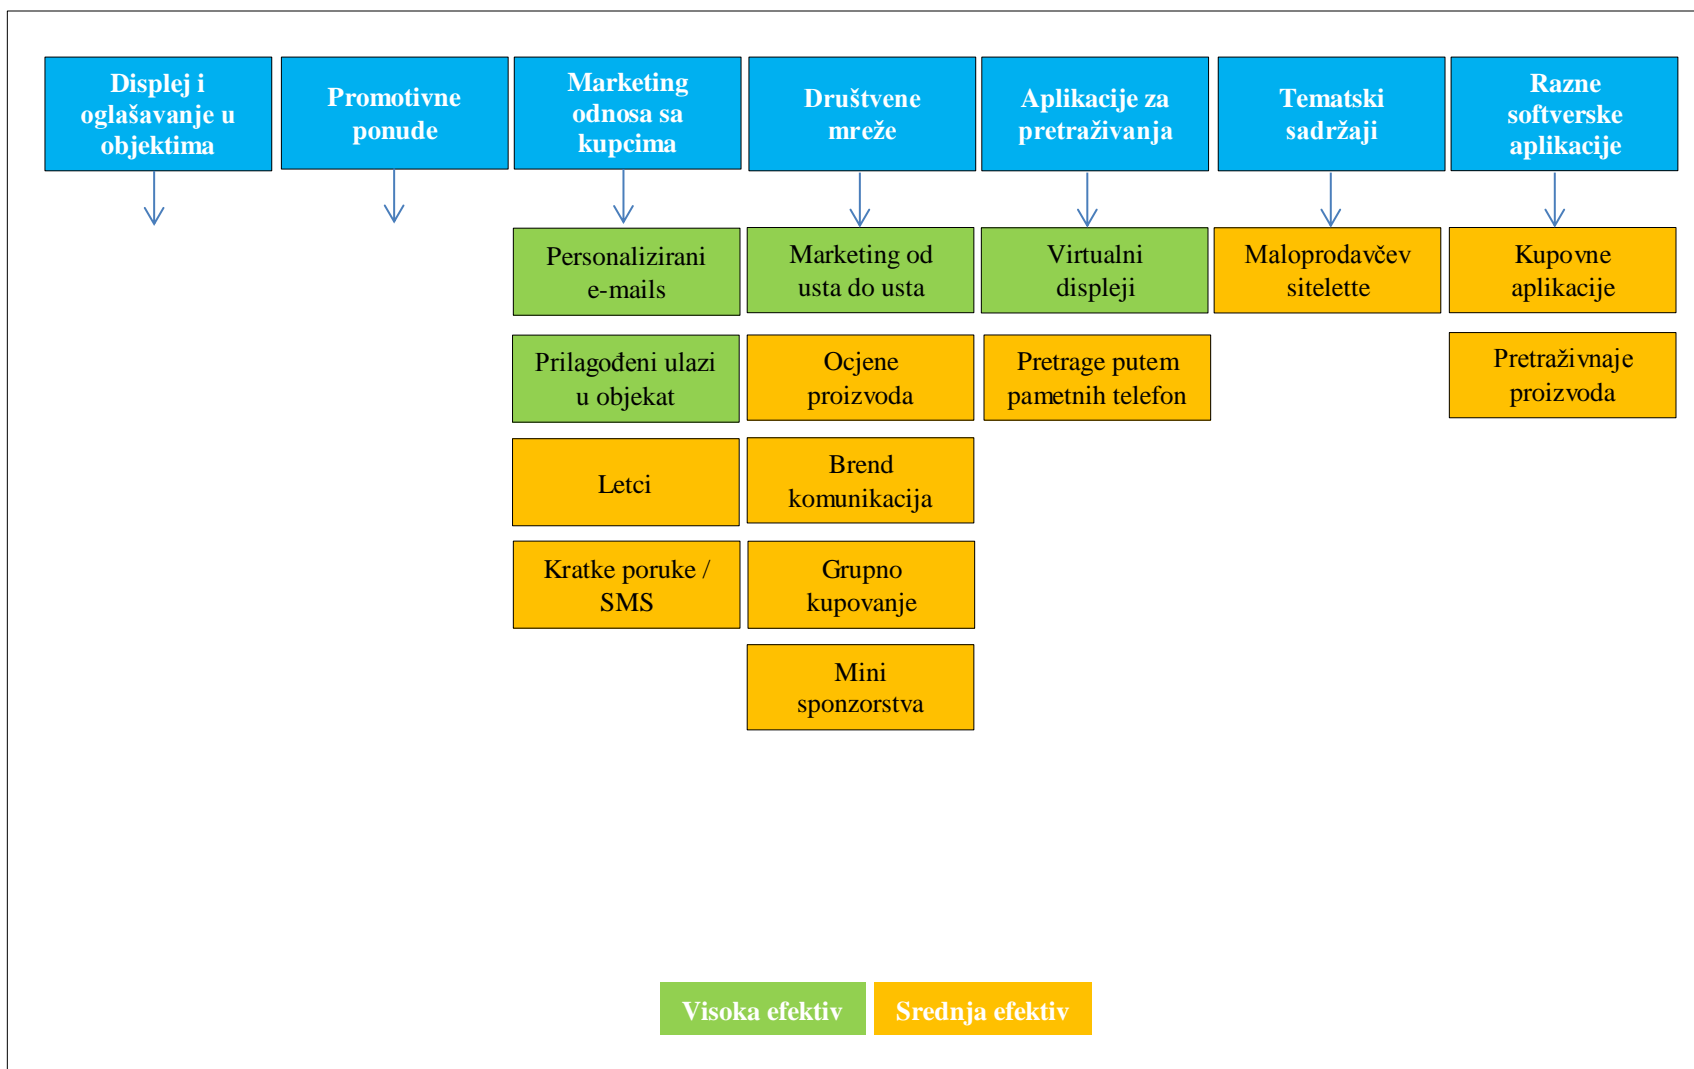 Displej i
oglašavanje u
objektima
Promotivne
ponude
Marketing
odnosa sa
kupcima
Društvene
mreže
Aplikacije za
pretraživanja
Tematski
sadržaji
Razne
softverske
aplikacije
Personalizirani
e-mails
Marketing od
usta do usta
Virtualni
displeji
Maloprodavčev
sitelette
Kupovne
aplikacije
Prilagođeni ulazi
u objekat
Ocjene
proizvoda
Pretrage putem
pametnih telefon
Pretraživnaje
proizvoda
Letci
Brend
komunikacija
Kratke poruke /
SMS
Grupno
kupovanje
Mini
sponzorstva
Visoka efektiv
Srednja efektiv